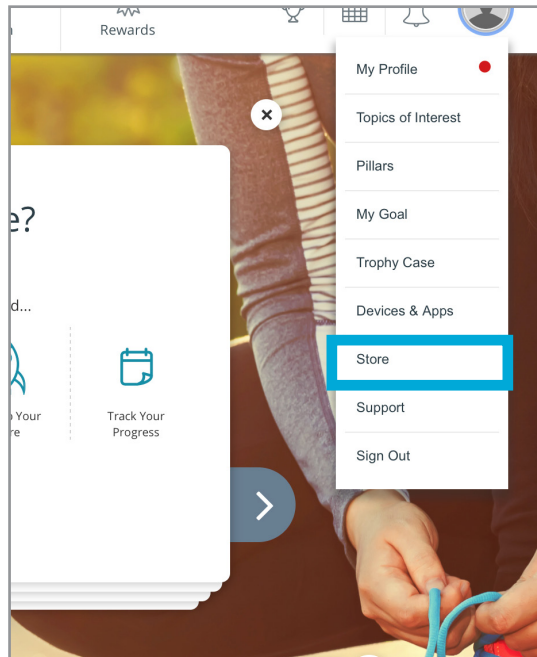 Rewards
My Profile
Topics of Interest
Pillars
My Goal
Trophy Case
Devices & Apps
Store
Support
Sign Out
e?
d...
Your
re
Track Your
Progress